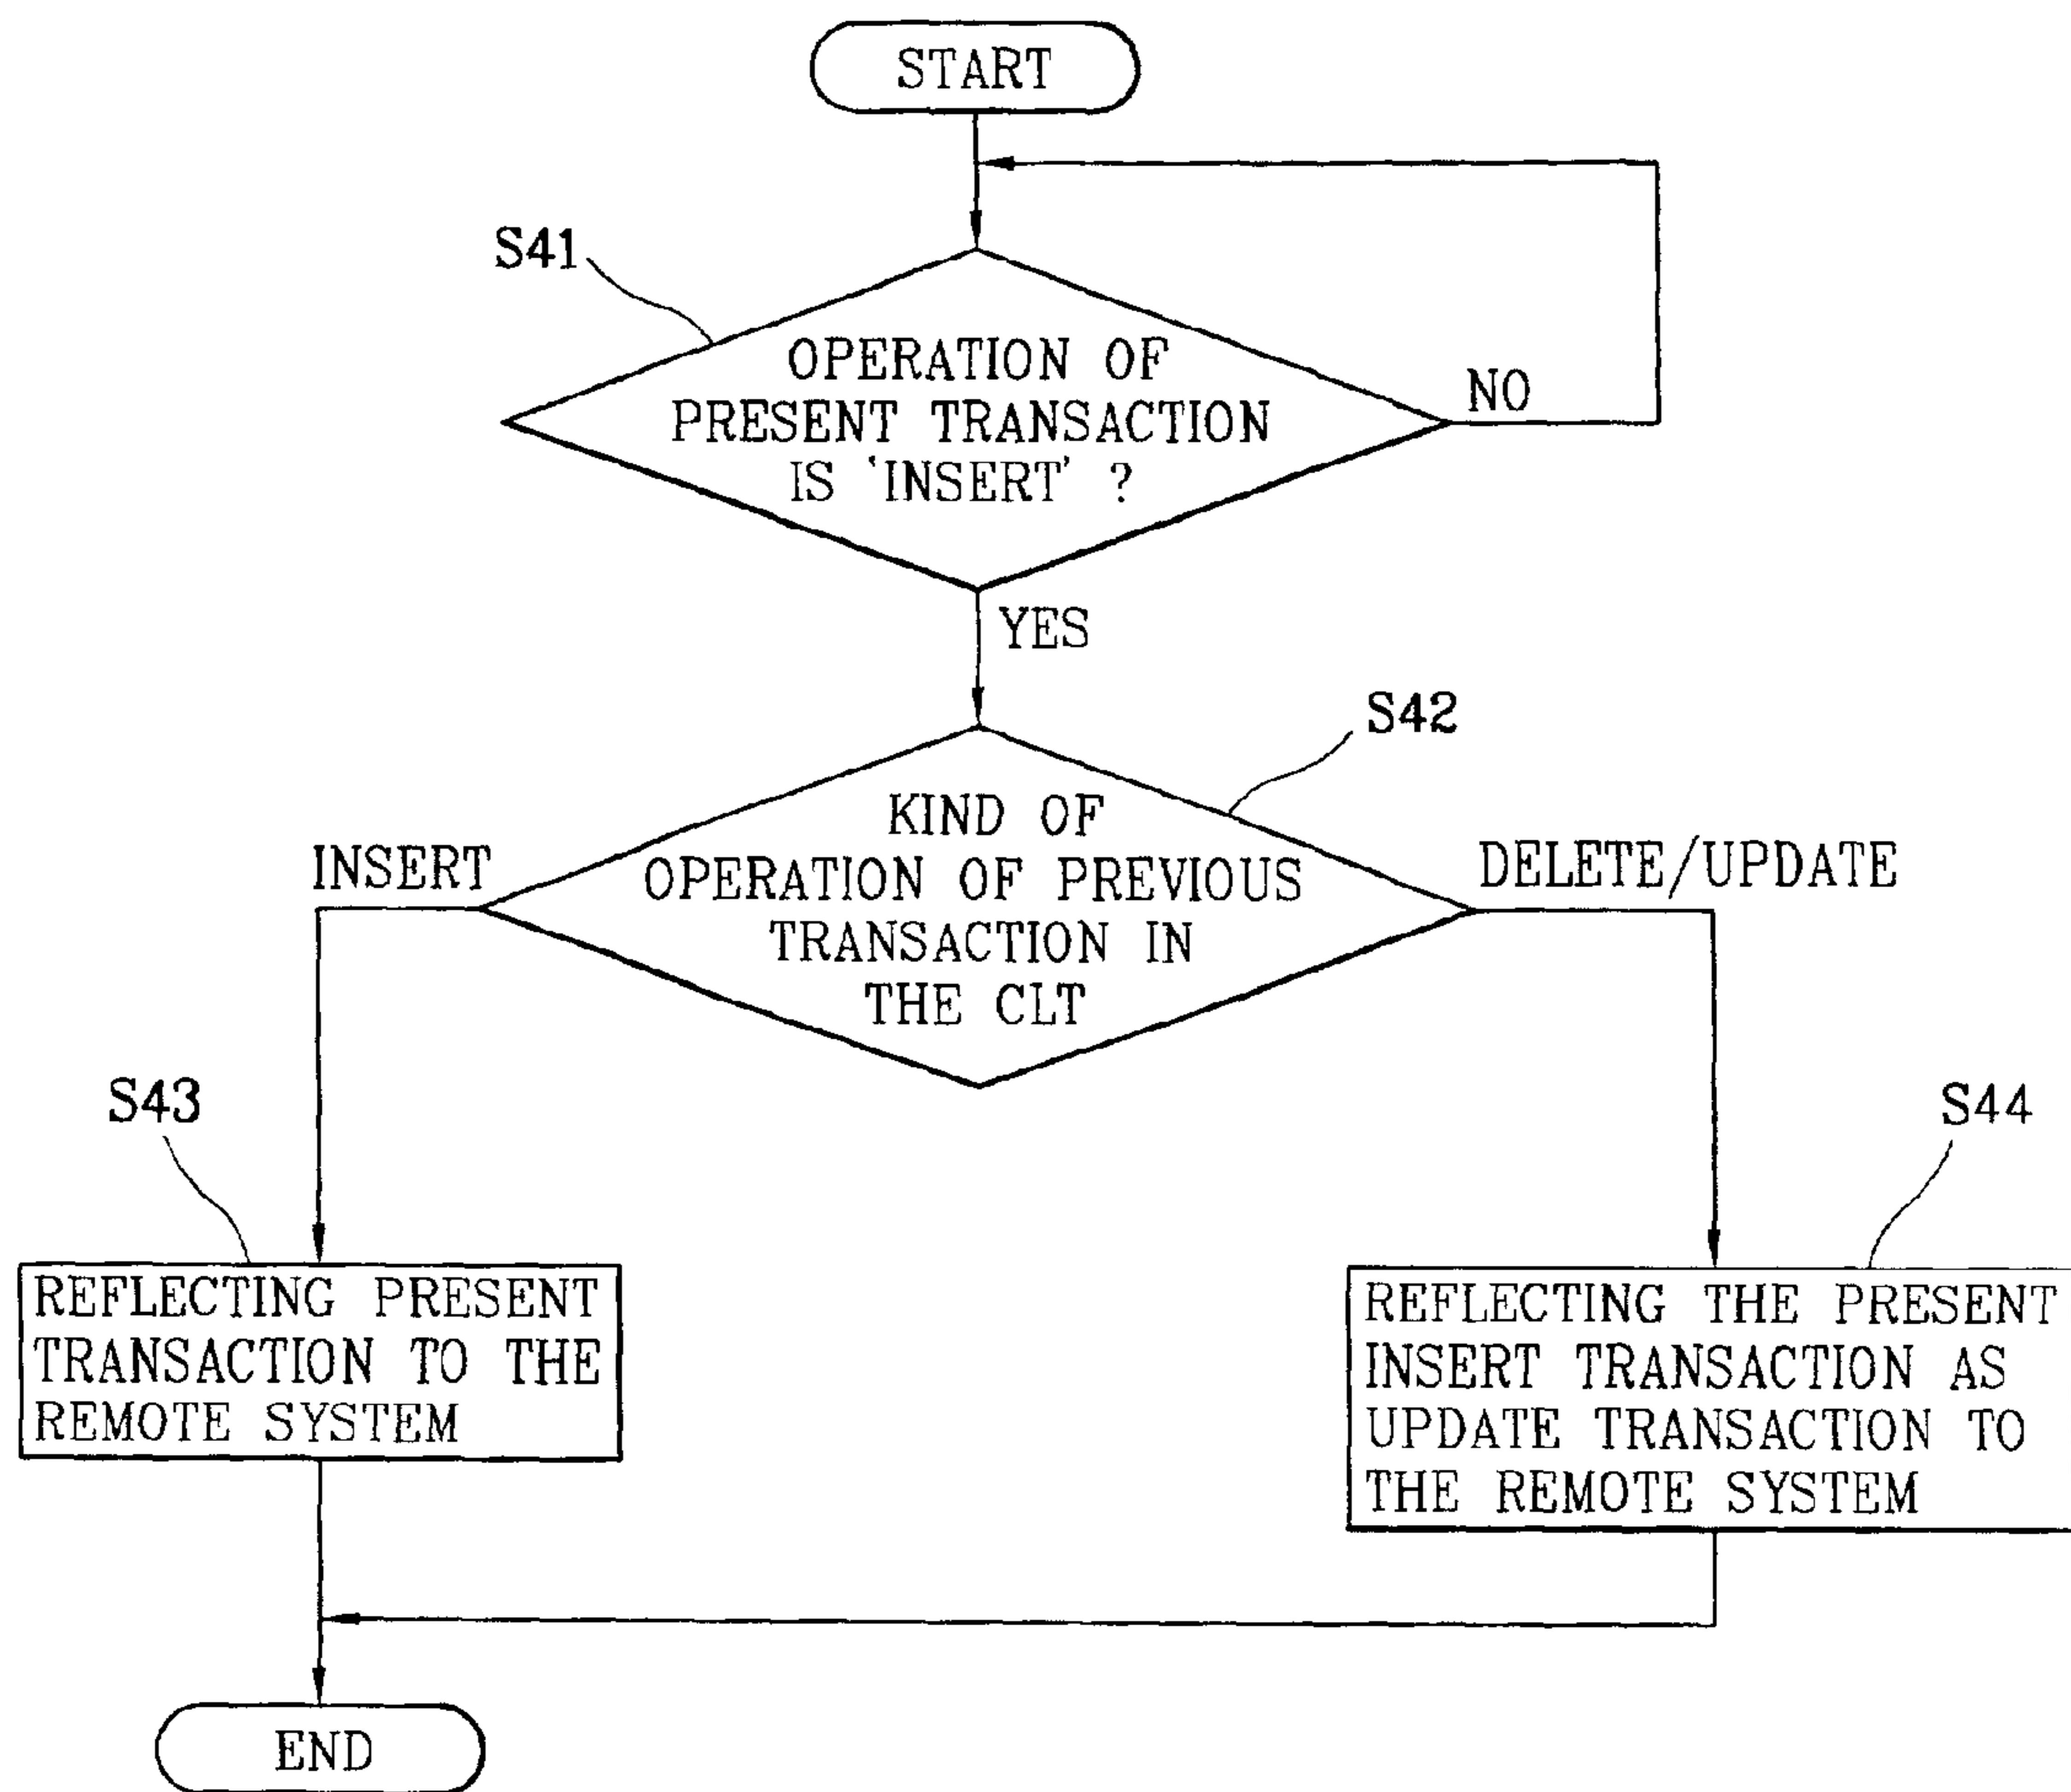 START
S41
OPERATION OF
PRESENT TRANSACTION
IS 'INSERT' ?
NO
YES
S42
KIND OF
OPERATION OF PREVIOUS
TRANSACTION IN
THE CLT
INSERT
DELETE/UPDATE
S43
REFLECTING PRESENT
TRANSACTION TO THE
REMOTE SYSTEM
S44
REFLECTING THE PRESENT
INSERT TRANSACTION AS
UPDATE TRANSACTION TO
THE REMOTE SYSTEM
END